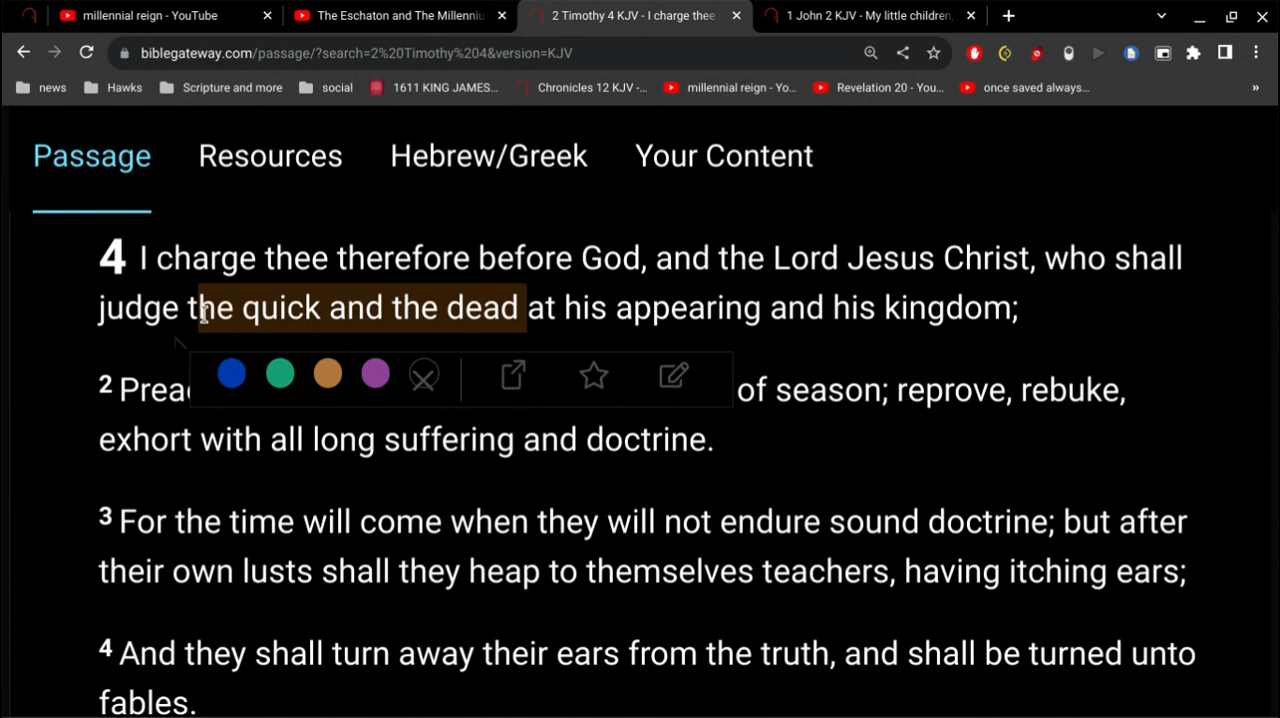 millennial reign - YouTube
The Eschaton and The Millenniu
2 Timothy 4 KJV - I charge thee
1 John 2 KJV - My little children,
biblegateway.com/passage/?search=2%20Timothy%204&version=KJV
news
Hawks
Scripture and more
social
1611 KING JAMES...
Chronicles 12 KJV -...
millennial reign - Yo...
Revelation 20 - You...
once saved always...
»
Passage
Resources
Hebrew/Greek
Your Content
4 I charge thee therefore before God, and the Lord Jesus Christ, who shall
judge the quick and the dead at his appearing and his kingdom;
2 Preac of season; reprove, rebuke,
exhort with all long suffering and doctrine.
3 For the time will come when they will not endure sound doctrine; but after
their own lusts shall they heap to themselves teachers, having itching ears;
4 And they shall turn away their ears from the truth, and shall be turned unto
fables.